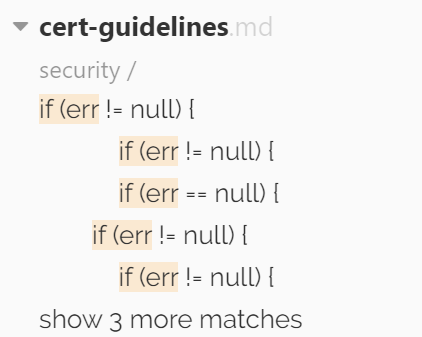 cert-guidelines.md
security /
if (err != null) {
if (err != null) {
if (err == null) {
if (err != null) {
if (err != null) {
show 3 more matches